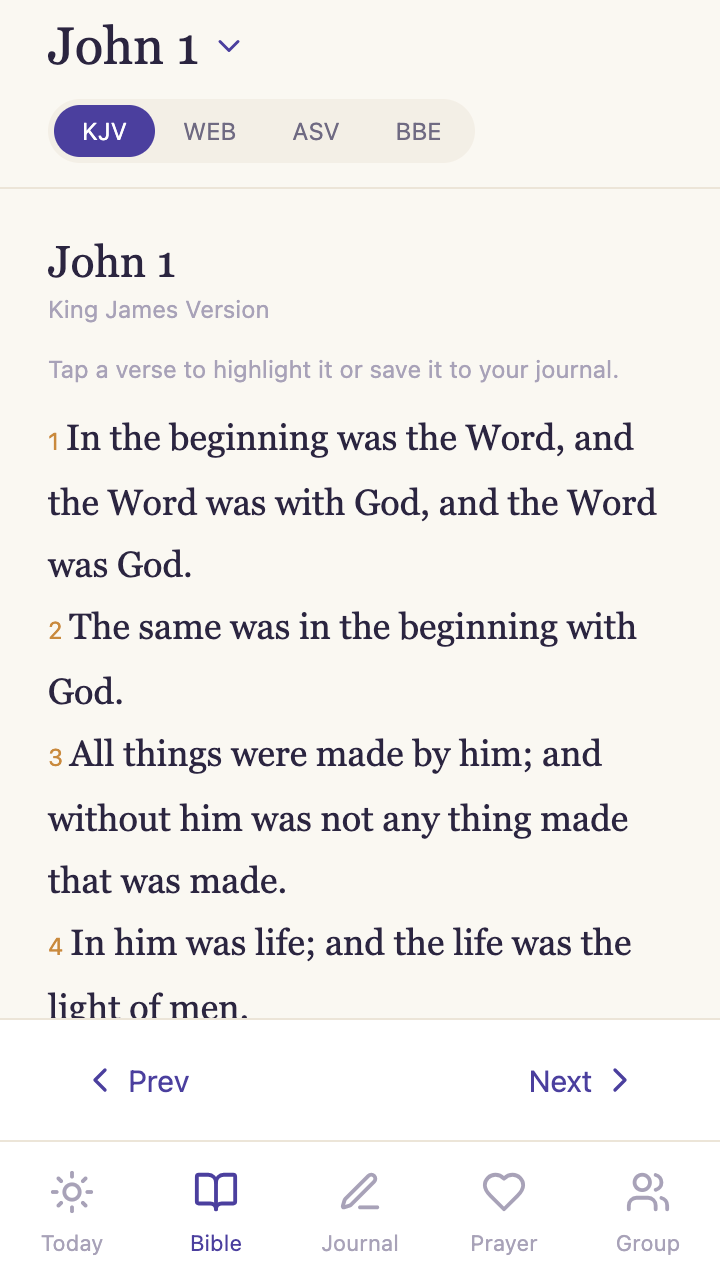 John 1
KJV WEB ASV BBE
John 1
King James Version
Tap a verse to highlight it or save it to your journal.
1 In the beginning was the Word, and
the Word was with God, and the Word
was God.
2 The same was in the beginning with
God.
3 All things were made by him; and
without him was not any thing made
that was made.
4 In him was life; and the life was the
light of men.
Prev Next
Today Bible Journal Prayer Group